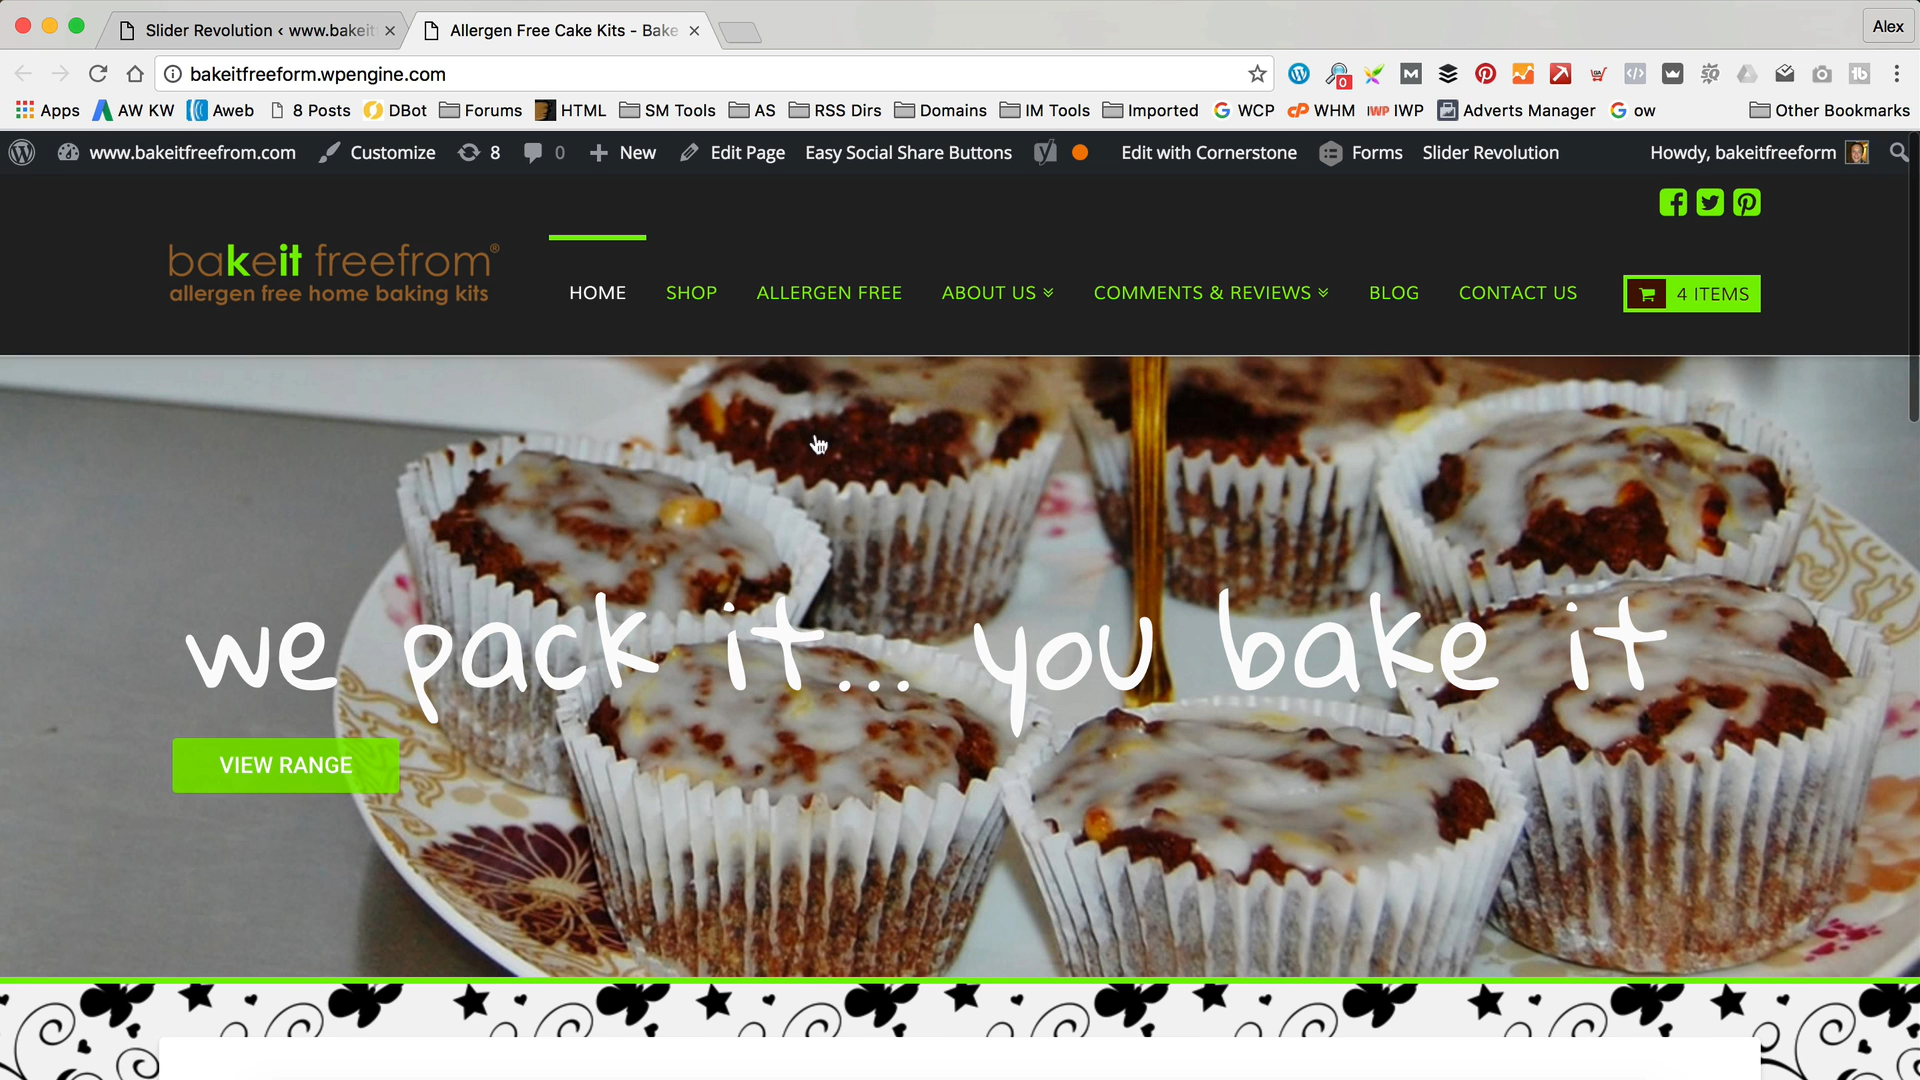 Slider Revolution ‹ www.bakeit
Allergen Free Cake Kits - Bake
Alex
bakeitfreeform.wpengine.com
0
Apps
AW KW
Aweb
8 Posts
DBot
Forums
HTML
SM Tools
AS
RSS Dirs
Domains
IM Tools
Imported
WCP
WHM
IWP IWP
Adverts Manager
ow
Other Bookmarks
www.bakeitfreefrom.com
Customize
8
0
New
Edit Page
Easy Social Share Buttons
Edit with Cornerstone
Forms
Slider Revolution
Howdy, bakeitfreeform
bakeit freefrom®
allergen free home baking kits
HOME
SHOP
ALLERGEN FREE
ABOUT US
COMMENTS & REVIEWS
BLOG
CONTACT US
4 ITEMS
we pack it... you bake it
VIEW RANGE